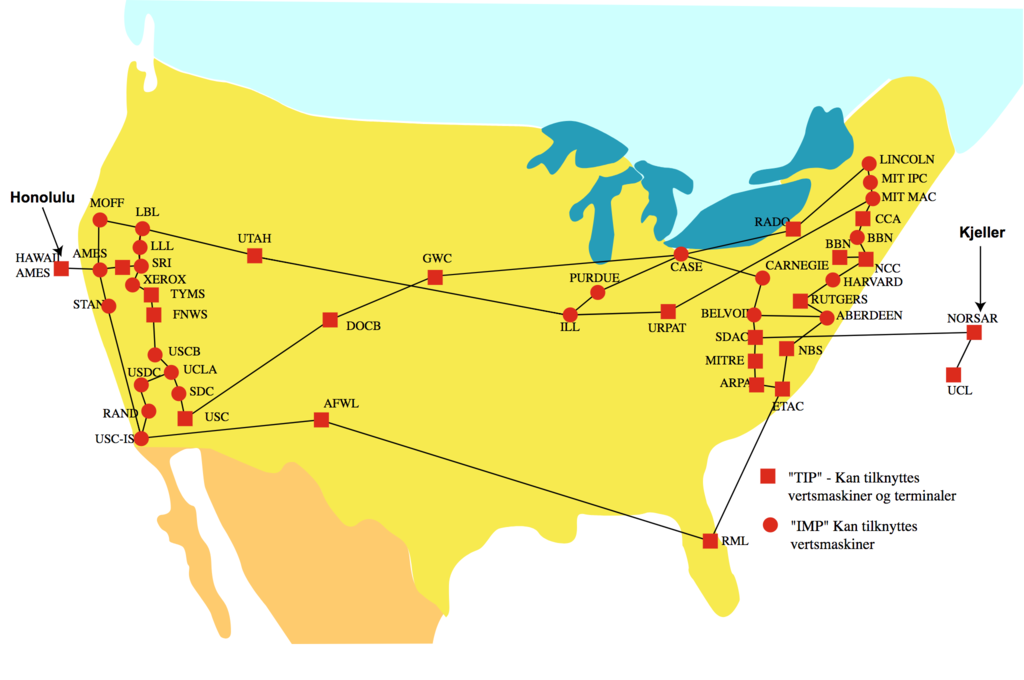 Honolulu
HAWAII
AMES
MOFF
AMES
LBL
LLL
SRI
XEROX
TYMS
FNWS
STAN
USCB
USDC
UCLA
SDC
RAND
USC
USC-IS
UTAH
AFWL
DOCB
GWC
PURDUE
ILL
URPAT
CASE
RADO
LINCOLN
MIT IPC
MIT MAC
CCA
BBN
BBN
NCC
CARNEGIE
HARVARD
RUTGERS
BELVOI
ABERDEEN
SDAC
NBS
MITRE
ARPA
ETAC
RML
Kjeller
NORSAR
UCL
"TIP" - Kan tilknyttes
vertsmaskiner og terminaler
"IMP" Kan tilknyttes
vertsmaskiner